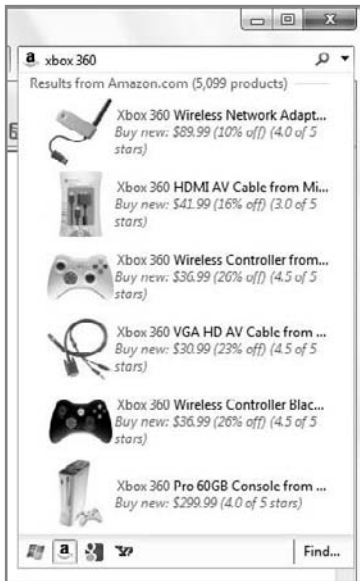 xbox 360
Results from Amazon.com (5,099 products)
Xbox 360 Wireless Network Adapt...
Buy new: $89.99 (10% off) (4.0 of 5
stars)
Xbox 360 HDMI AV Cable from Mi...
Buy new: $41.99 (16% off) (3.0 of 5
stars)
Xbox 360 Wireless Controller from...
Buy new: $36.99 (26% off) (4.5 of 5
stars)
Xbox 360 VGA HD AV Cable from ...
Buy new: $30.99 (23% off) (4.5 of 5
stars)
Xbox 360 Wireless Controller Blac...
Buy new: $36.99 (26% off) (4.5 of 5
stars)
Xbox 360 Pro 60GB Console from ...
Buy new: $299.99 (4.0 of 5 stars)
Find...